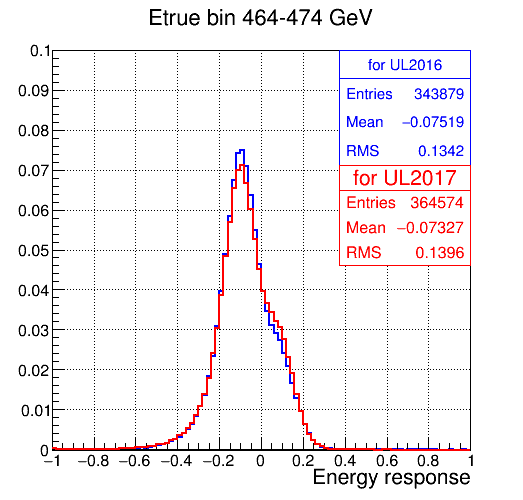 Etrue bin 464-474 GeV
for UL2016
Entries 343879
Mean −0.07519
RMS 0.1342
for UL2017
Entries 364574
Mean −0.07327
RMS 0.1396
0.1
0.09
0.08
0.07
0.06
0.05
0.04
0.03
0.02
0.01
0
−1 −0.8 −0.6 −0.4 −0.2 0 0.2 0.4 0.6 0.8 1
Energy response